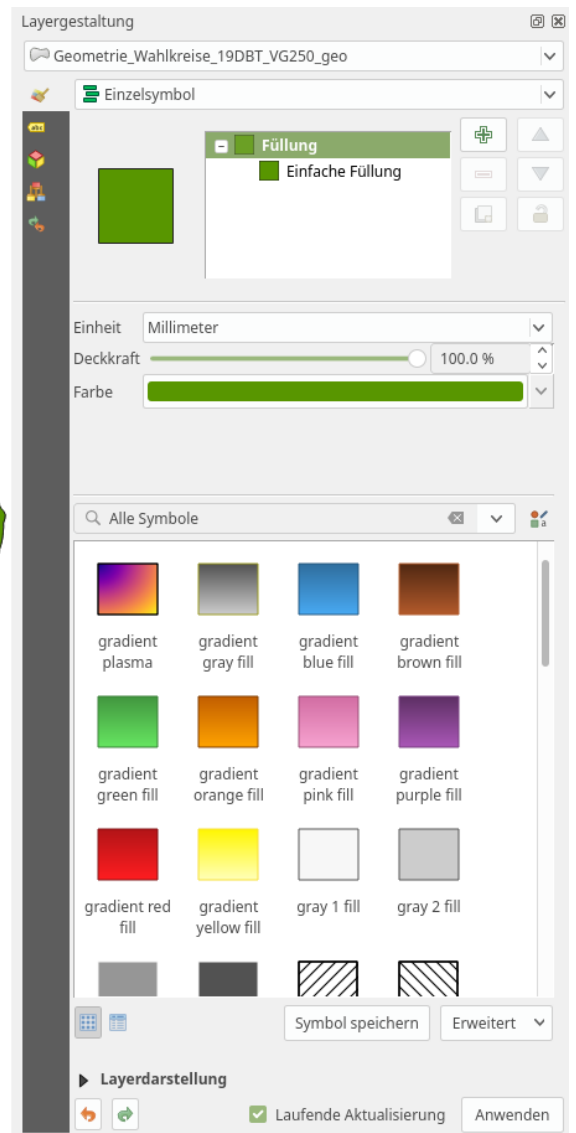 Layergestaltung
Geometrie_Wahlkreise_19DBT_VG250_geo
Einzelsymbol
abc
Füllung
Einfache Füllung
Einheit Millimeter
Deckkraft 100.0 %
Farbe
Alle Symbole
gradient plasma
gradient gray fill
gradient blue fill
gradient brown fill
gradient green fill
gradient orange fill
gradient pink fill
gradient purple fill
gradient red fill
gradient yellow fill
gray 1 fill
gray 2 fill
Symbol speichern Erweitert
Layerdarstellung
Laufende Aktualisierung Anwenden